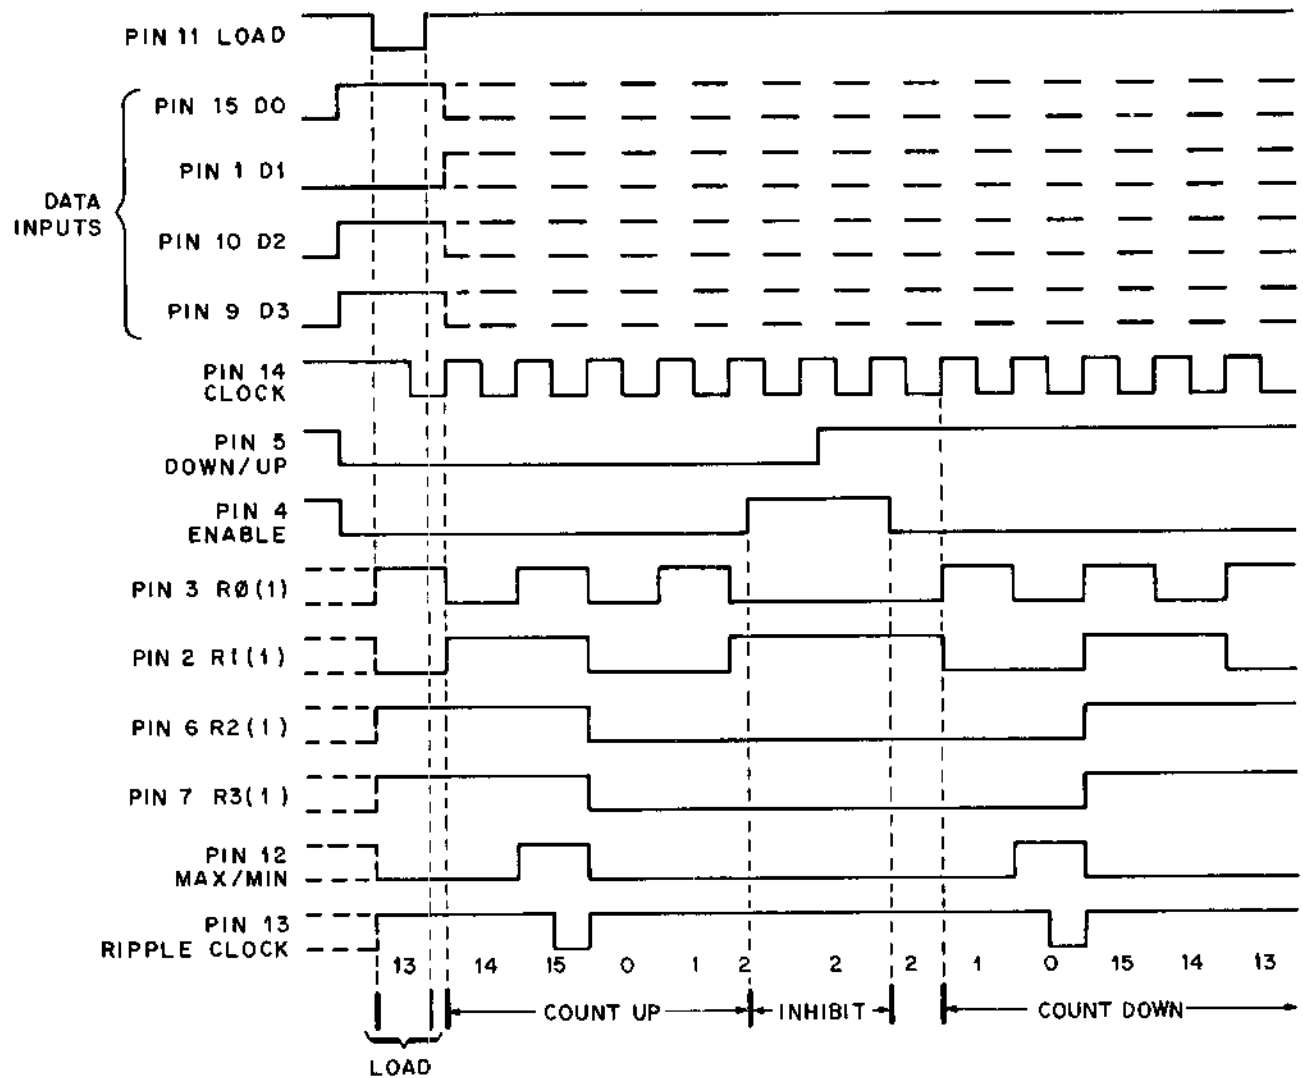 PIN 11 LOAD
PIN 15 D0
PIN 1 D1
DATA
INPUTS
PIN 10 D2
PIN 9 D3
PIN 14
CLOCK
PIN 5
DOWN/UP
PIN 4
ENABLE
PIN 3 RØ(1)
PIN 2 R1(1)
PIN 6 R2(1)
PIN 7 R3(1)
PIN 12
MAX/MIN
PIN 13
RIPPLE CLOCK
13 14 15 0 1 2 2 2 1 0 15 14 13
COUNT UP INHIBIT COUNT DOWN
LOAD